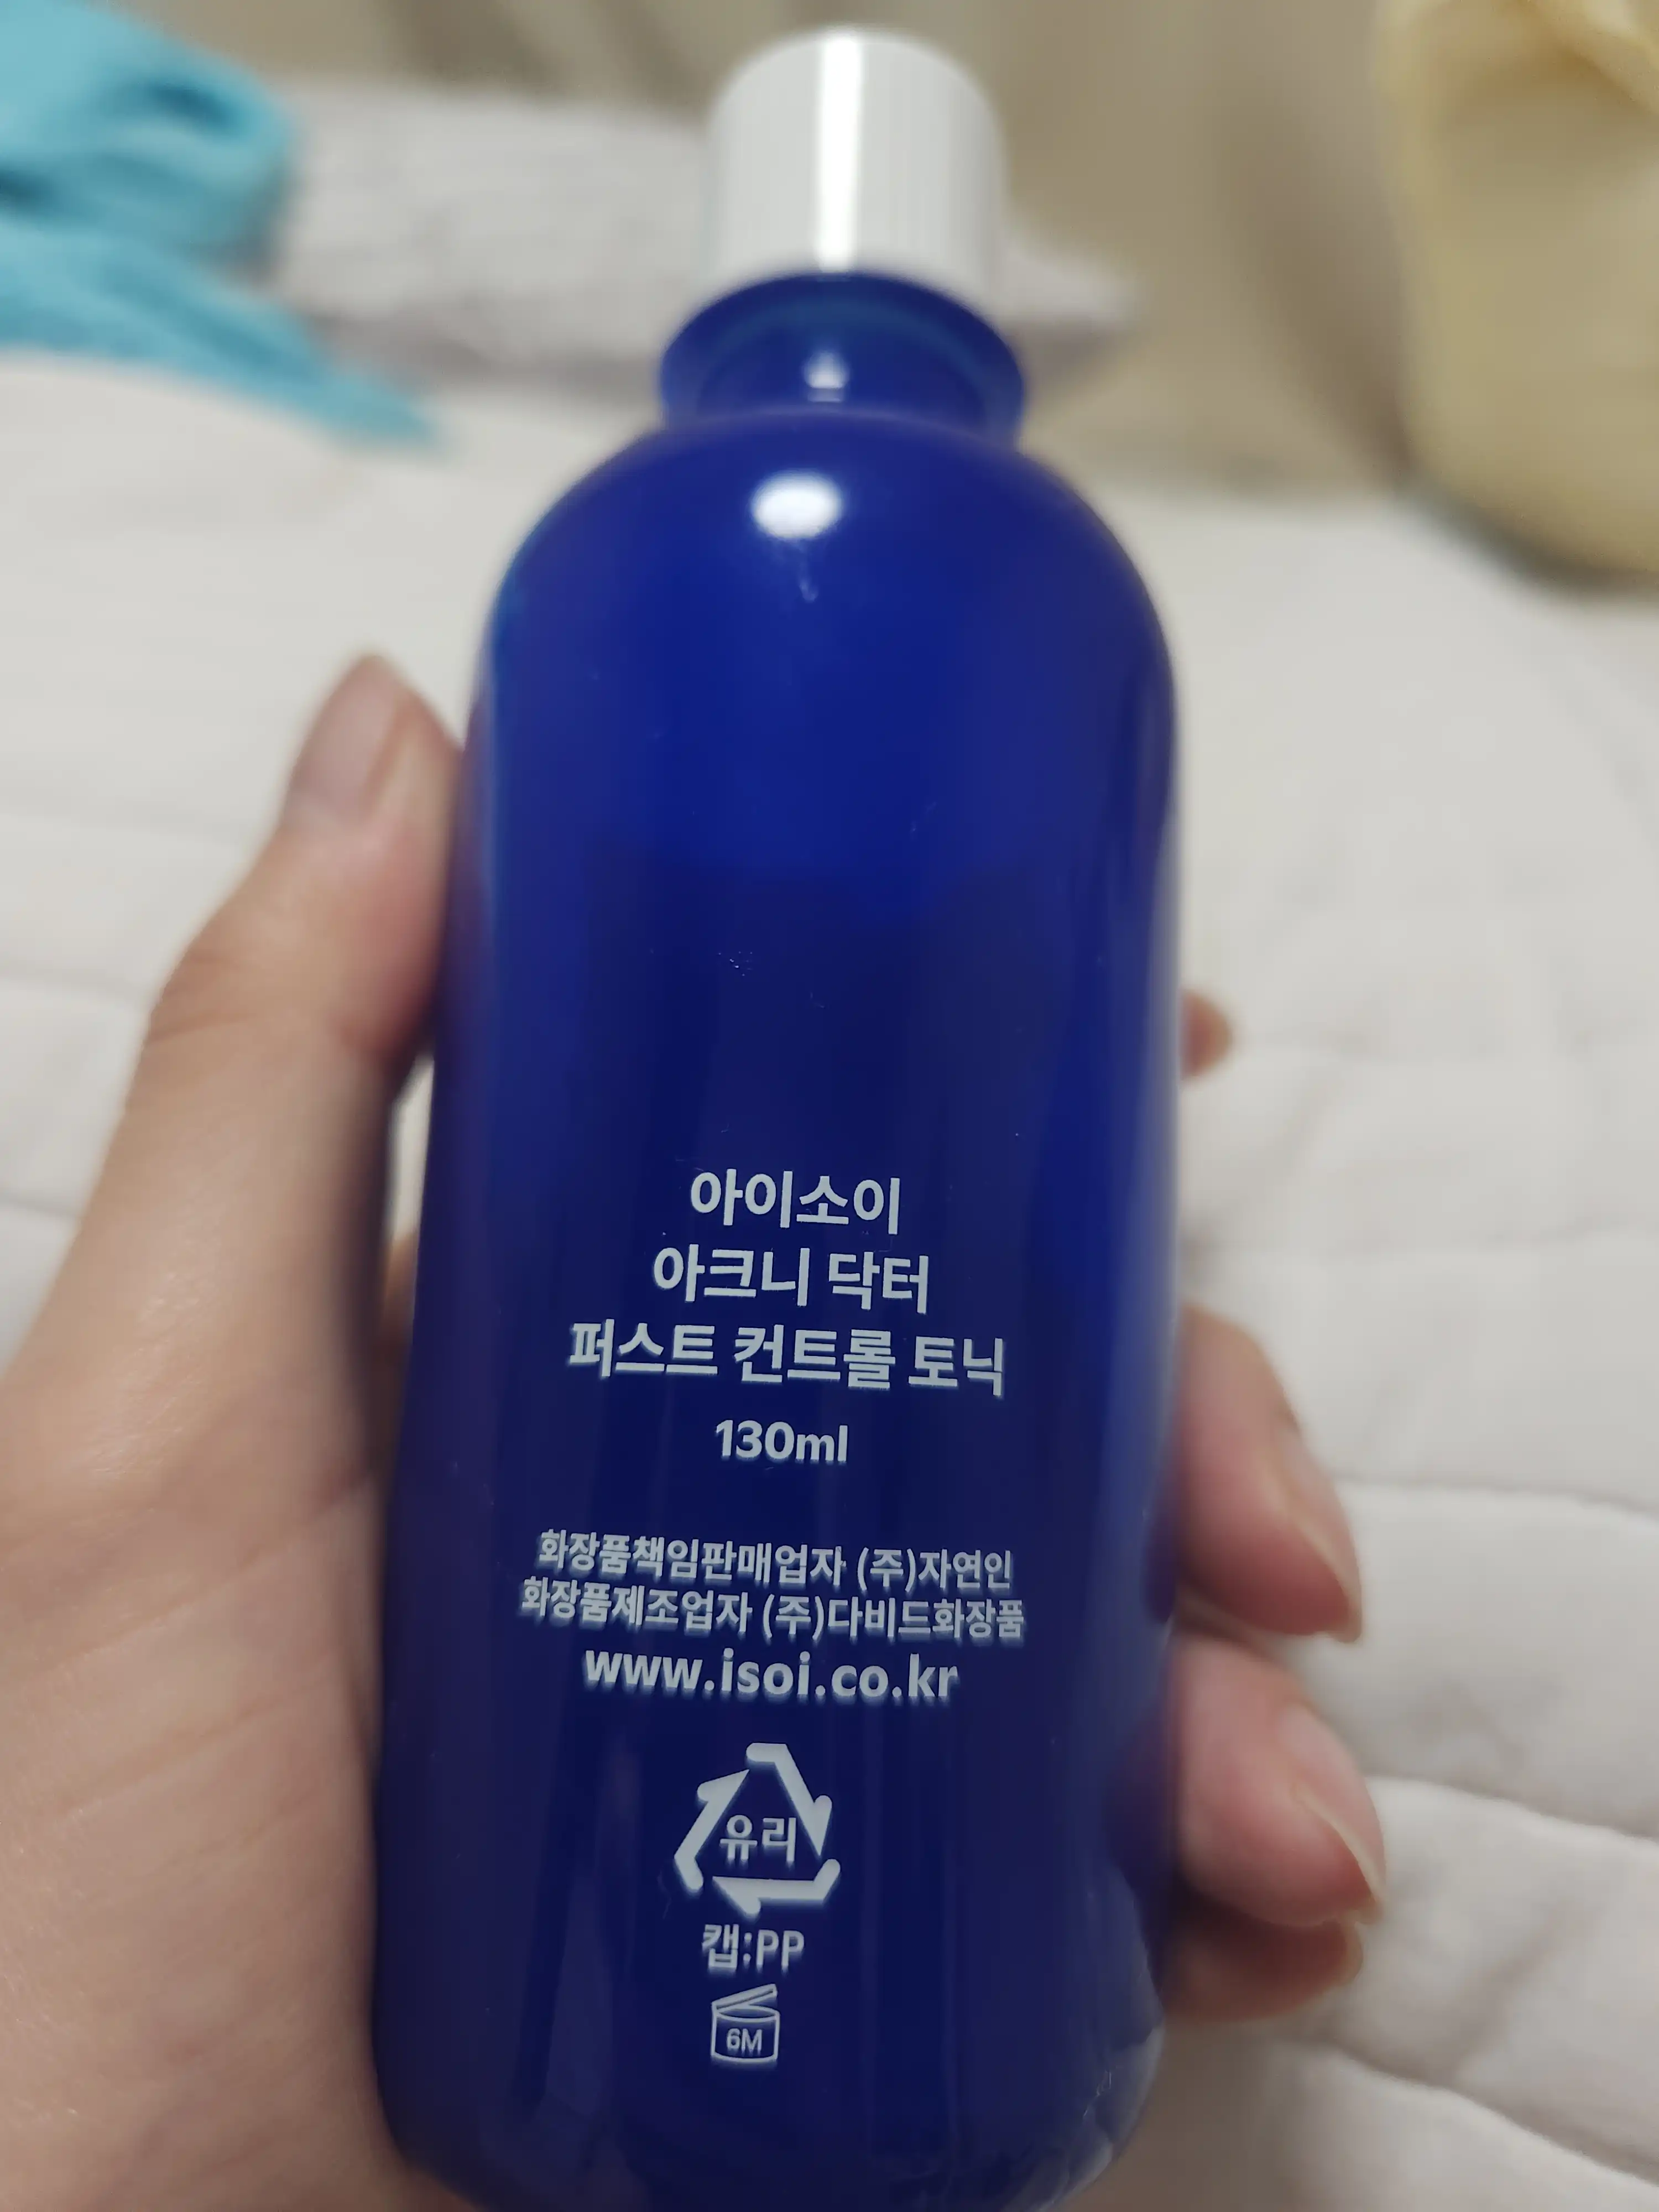 아이소이
아크니 닥터
퍼스트 컨트롤 토닉
130ml
화장품책임판매업자 (주)자연인
화장품제조업자 (주)다비드화장품
www.isoi.co.kr
유리
캡:PP
6M